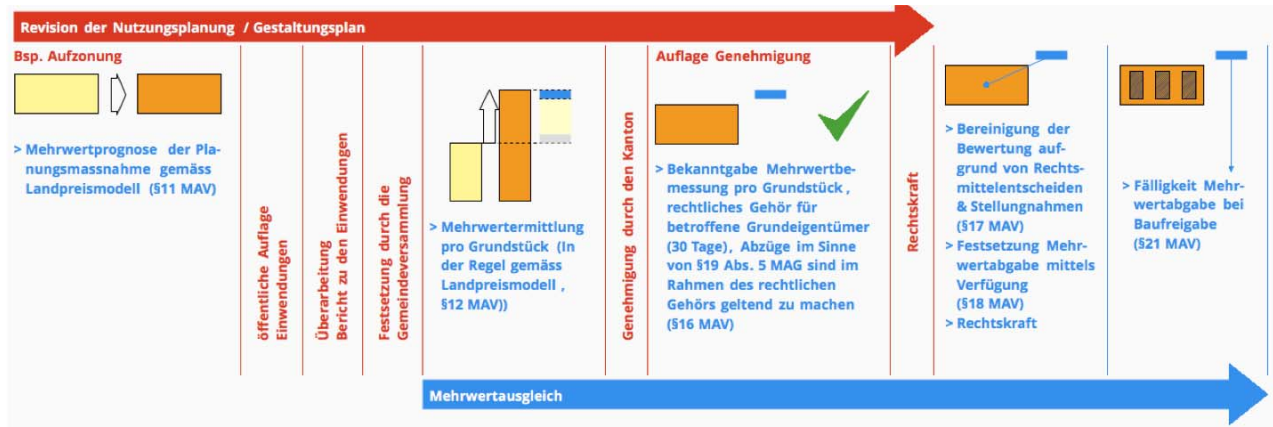 Revision der Nutzungsplanung / Gestaltungsplan
Bsp. Aufzonung
> Mehrwertprognose der Pla-
nungsmassnahme gemäss
Landpreismodell (§11 MAV)
öffentliche Auflage
Einwendungen
Überarbeitung
Bericht zu den Einwendungen
Festsetzung durch die
Gemeindeversammlung
> Mehrwertermittlung
pro Grundstück (In
der Regel gemäss
Landpreismodell ,
§12 MAV))
Genehmigung durch den Kanton
Auflage Genehmigung
> Bekanntgabe Mehrwertbe-
messung pro Grundstück ,
rechtliches Gehör für
betroffene Grundeigentümer
(30 Tage), Abzüge im Sinne
von §19 Abs. 5 MAG sind im
Rahmen des rechtlichen
Gehörs geltend zu machen
(§16 MAV)
Rechtskraft
> Bereinigung der
Bewertung auf-
grund von Rechts-
mittelentscheiden
& Stellungnahmen
(§17 MAV)
> Festsetzung Mehr-
wertabgabe mittels
Verfügung
(§18 MAV)
> Rechtskraft
> Fälligkeit Mehr-
wertabgabe bei
Baufreigabe
(§21 MAV)
Mehrwertausgleich